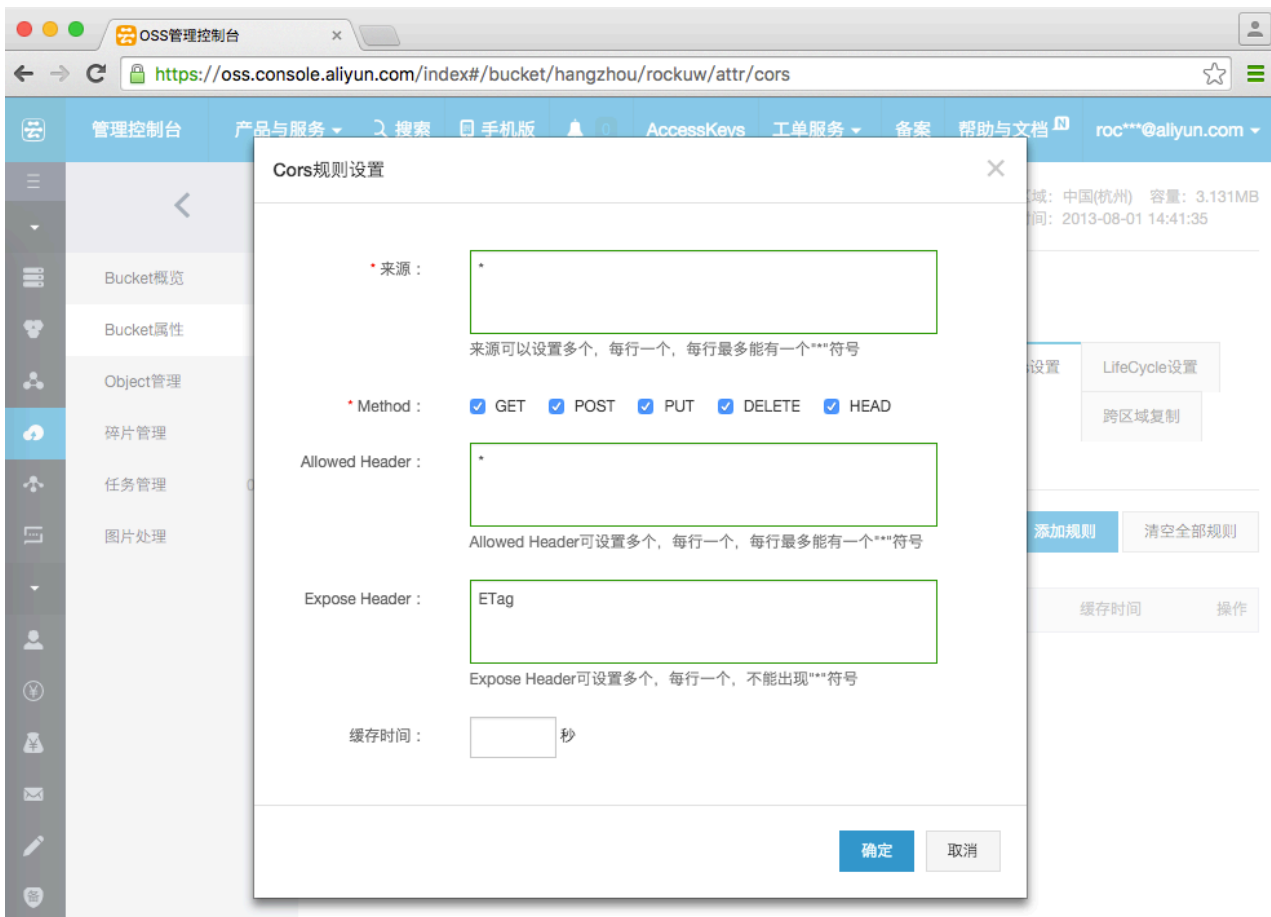 OSS管理控制台
https://oss.console.aliyun.com/index#/bucket/hangzhou/rockuw/attr/cors
管理控制台 产品与服务 搜索 手机版 0 AccessKeys 工单服务 备案 帮助与文档 N roc***@aliyun.com
Cors规则设置
域：中国(杭州) 容量：3.131MB
间：2013-08-01 14:41:35
Bucket概览
Bucket属性
Object管理
碎片管理
任务管理
图片处理
* 来源：
*
来源可以设置多个，每行一个，每行最多能有一个"*"符号
* Method： GET POST PUT DELETE HEAD
Allowed Header：
*
Allowed Header可设置多个，每行一个，每行最多能有一个"*"符号
Expose Header：
ETag
Expose Header可设置多个，每行一个，不能出现"*"符号
缓存时间： 秒
确定 取消
设置 LifeCycle设置
跨区域复制
添加规则 清空全部规则
缓存时间 操作